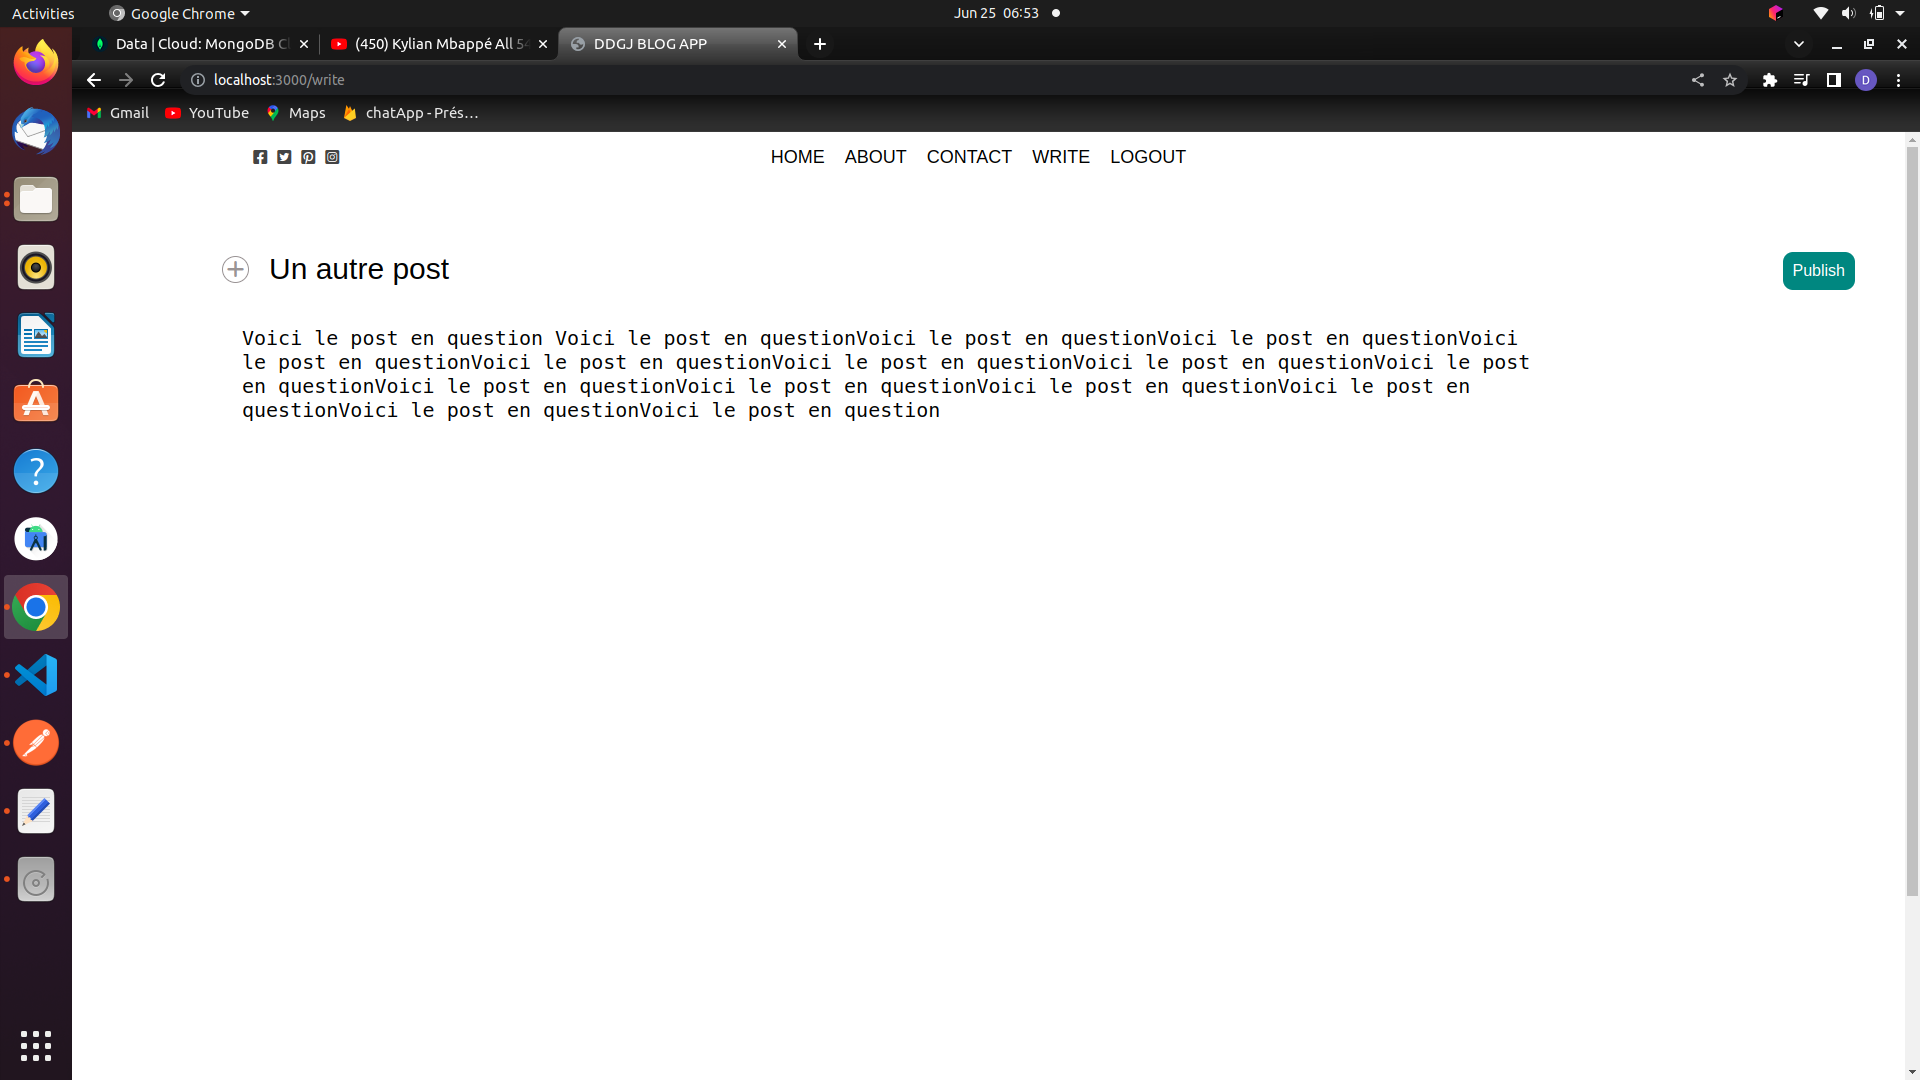 Activities Google Chrome Jun 25 06:53
Data | Cloud: MongoDB Cl (450) Kylian Mbappé All 54 DDGJ BLOG APP
localhost:3000/write D
Gmail YouTube Maps chatApp - Prés…
HOME ABOUT CONTACT WRITE LOGOUT
Un autre post Publish
Voici le post en question Voici le post en questionVoici le post en questionVoici le post en questionVoici
le post en questionVoici le post en questionVoici le post en questionVoici le post en questionVoici le post
en questionVoici le post en questionVoici le post en questionVoici le post en questionVoici le post en
questionVoici le post en questionVoici le post en question